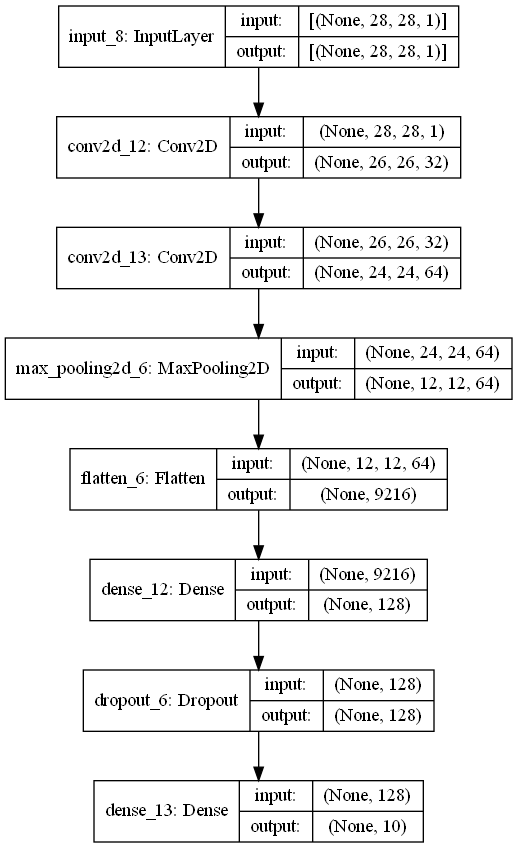 input_8: InputLayer
input:
[(None, 28, 28, 1)]
output:
[(None, 28, 28, 1)]
conv2d_12: Conv2D
input:
(None, 28, 28, 1)
output:
(None, 26, 26, 32)
conv2d_13: Conv2D
input:
(None, 26, 26, 32)
output:
(None, 24, 24, 64)
max_pooling2d_6: MaxPooling2D
input:
(None, 24, 24, 64)
output:
(None, 12, 12, 64)
flatten_6: Flatten
input:
(None, 12, 12, 64)
output:
(None, 9216)
dense_12: Dense
input:
(None, 9216)
output:
(None, 128)
dropout_6: Dropout
input:
(None, 128)
output:
(None, 128)
dense_13: Dense
input:
(None, 128)
output:
(None, 10)